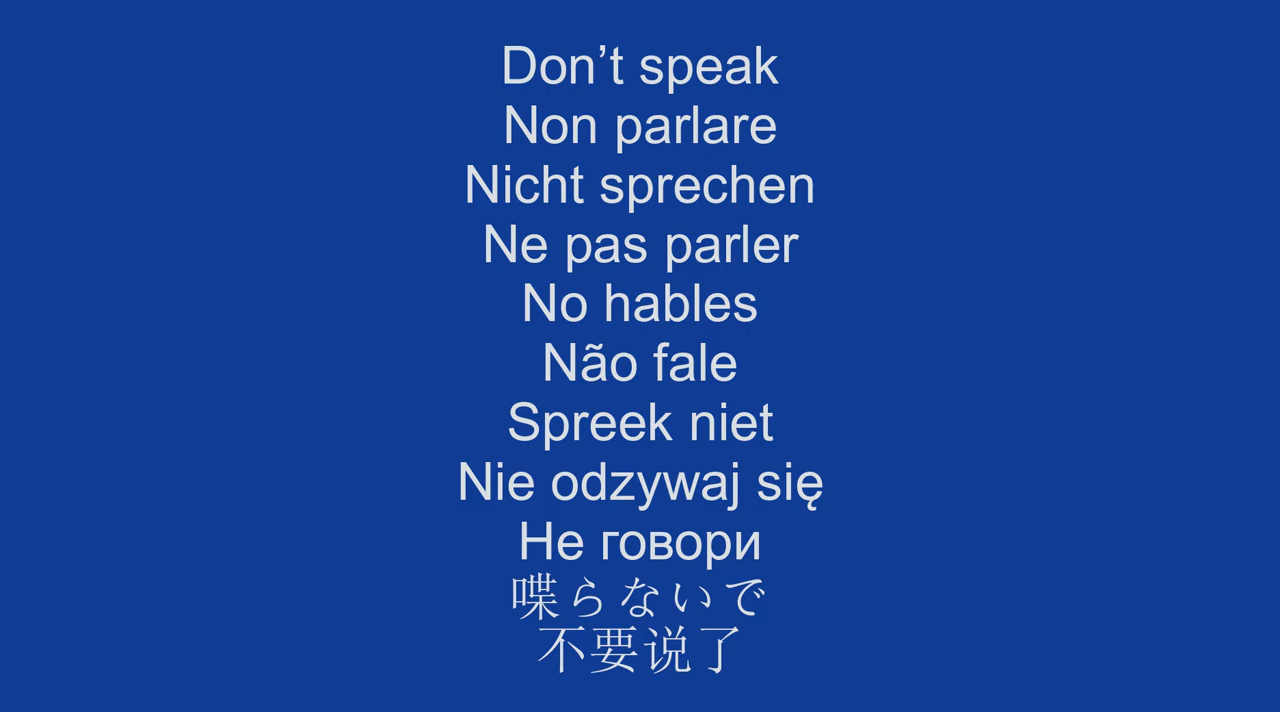 Don’t speak
Non parlare
Nicht sprechen
Ne pas parler
No hables
Não fale
Spreek niet
Nie odzywaj się
Не говори
喋らないで
不要说了